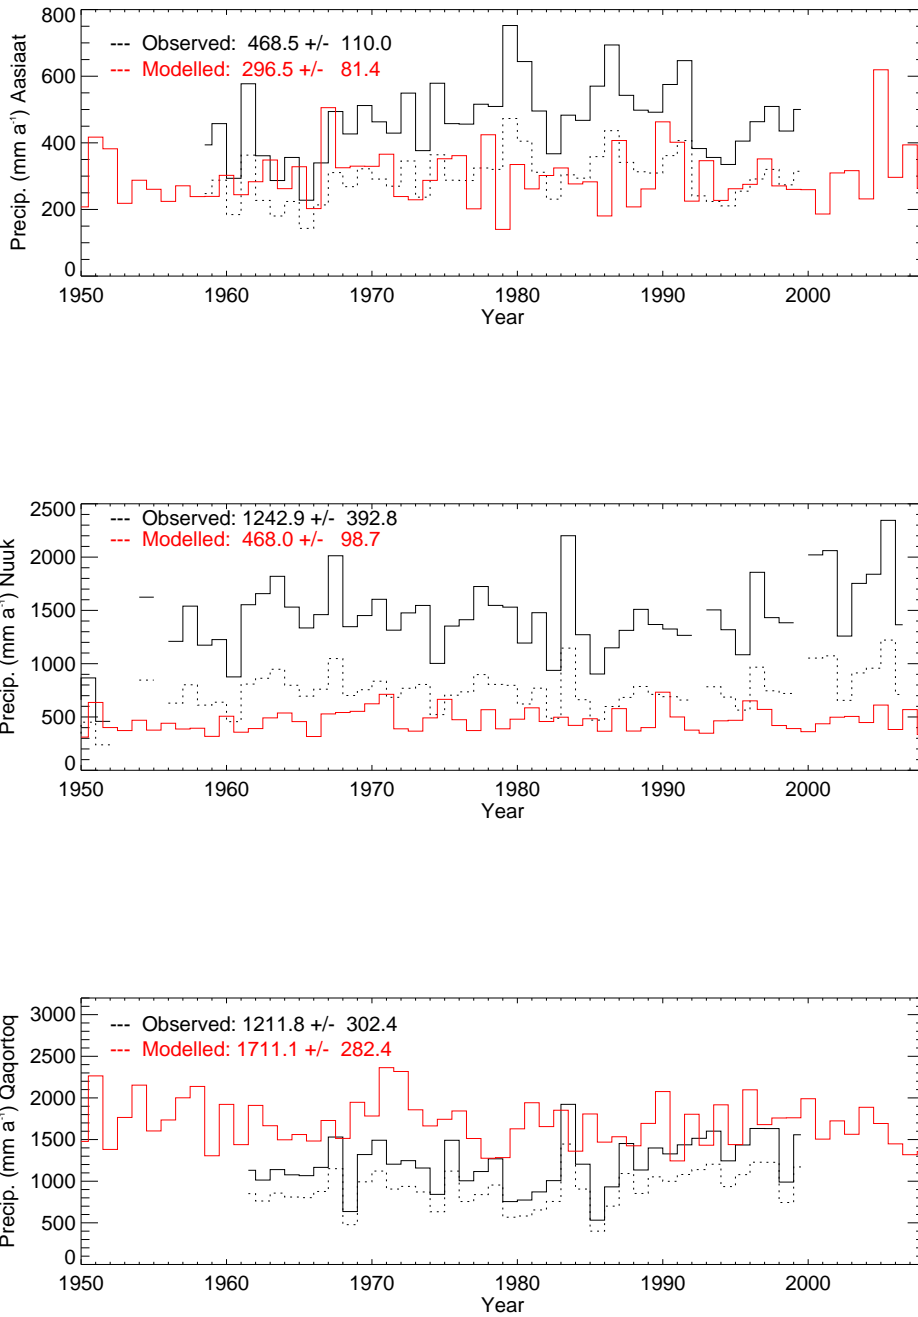 800
--- Observed: 468.5 +/- 110.0
--- Modelled: 296.5 +/- 81.4
600
400
200
0
Precip. (mm a⁻¹) Aasiaat
1950 1960 1970 1980 1990 2000
Year
2500
--- Observed: 1242.9 +/- 392.8
--- Modelled: 468.0 +/- 98.7
2000
1500
1000
500
0
Precip. (mm a⁻¹) Nuuk
1950 1960 1970 1980 1990 2000
Year
3000
--- Observed: 1211.8 +/- 302.4
--- Modelled: 1711.1 +/- 282.4
2500
2000
1500
1000
500
0
Precip. (mm a⁻¹) Qaqortoq
1950 1960 1970 1980 1990 2000
Year